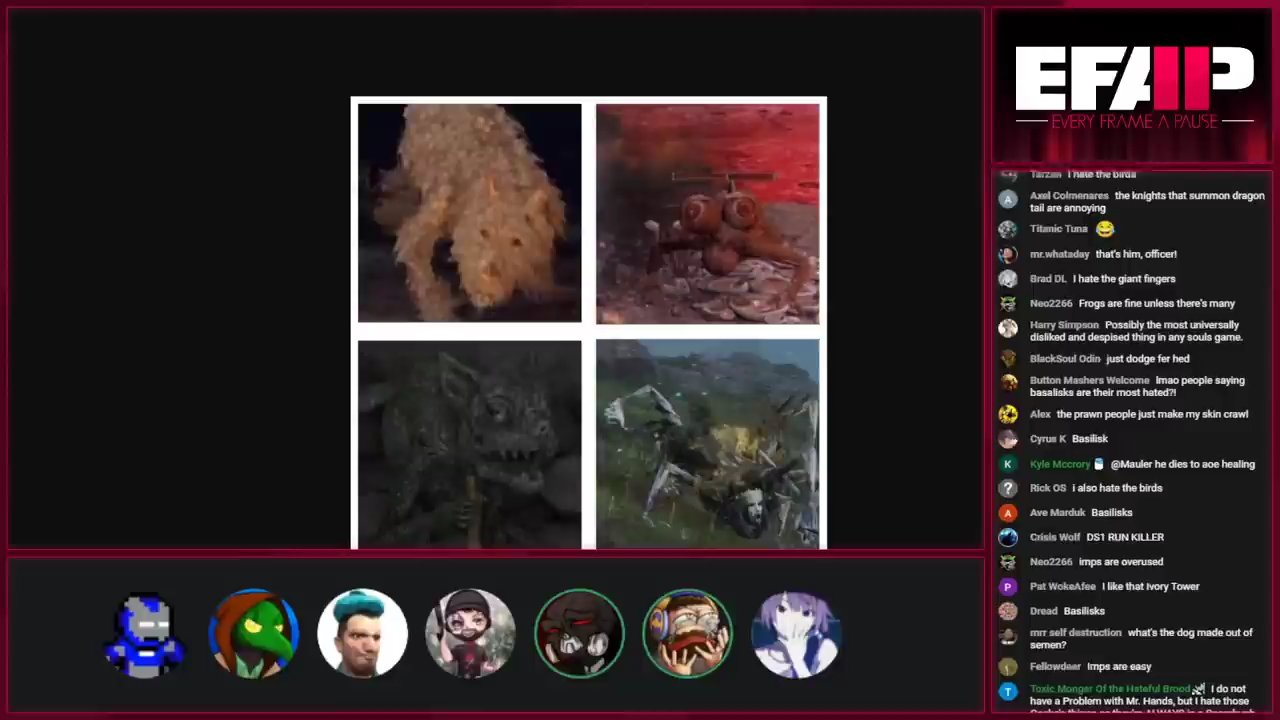 EFAP
EVERY FRAME A PAUSE
Tarzan I hate the birds
Axel Colmenares the knights that summon dragon
tail are annoying
Titanic Tuna 😂
mr.whataday that's him, officer!
Brad DL I hate the giant fingers
Neo2266 Frogs are fine unless there's many
Harry Simpson Possibly the most universally
disliked and despised thing in any souls game.
BlackSoul Odin just dodge fer hed
Button Mashers Welcome lmao people saying
basalisks are their most hated?!
Alex the prawn people just make my skin crawl
Cyrus K Basilisk
Kyle Mccrory @Mauler he dies to aoe healing
Rick OS i also hate the birds
Ave Marduk Basilisks
Crisis Wolf DS1 RUN KILLER
Neo2266 imps are overused
Pat WokeAfee I like that Ivory Tower
Dread Basilisks
mrr self destruction what's the dog made out of
semen?
Fellowdeer Imps are easy
Toxic Monger Of the Hateful Brood I do not
have a Problem with Mr. Hands, but I hate those